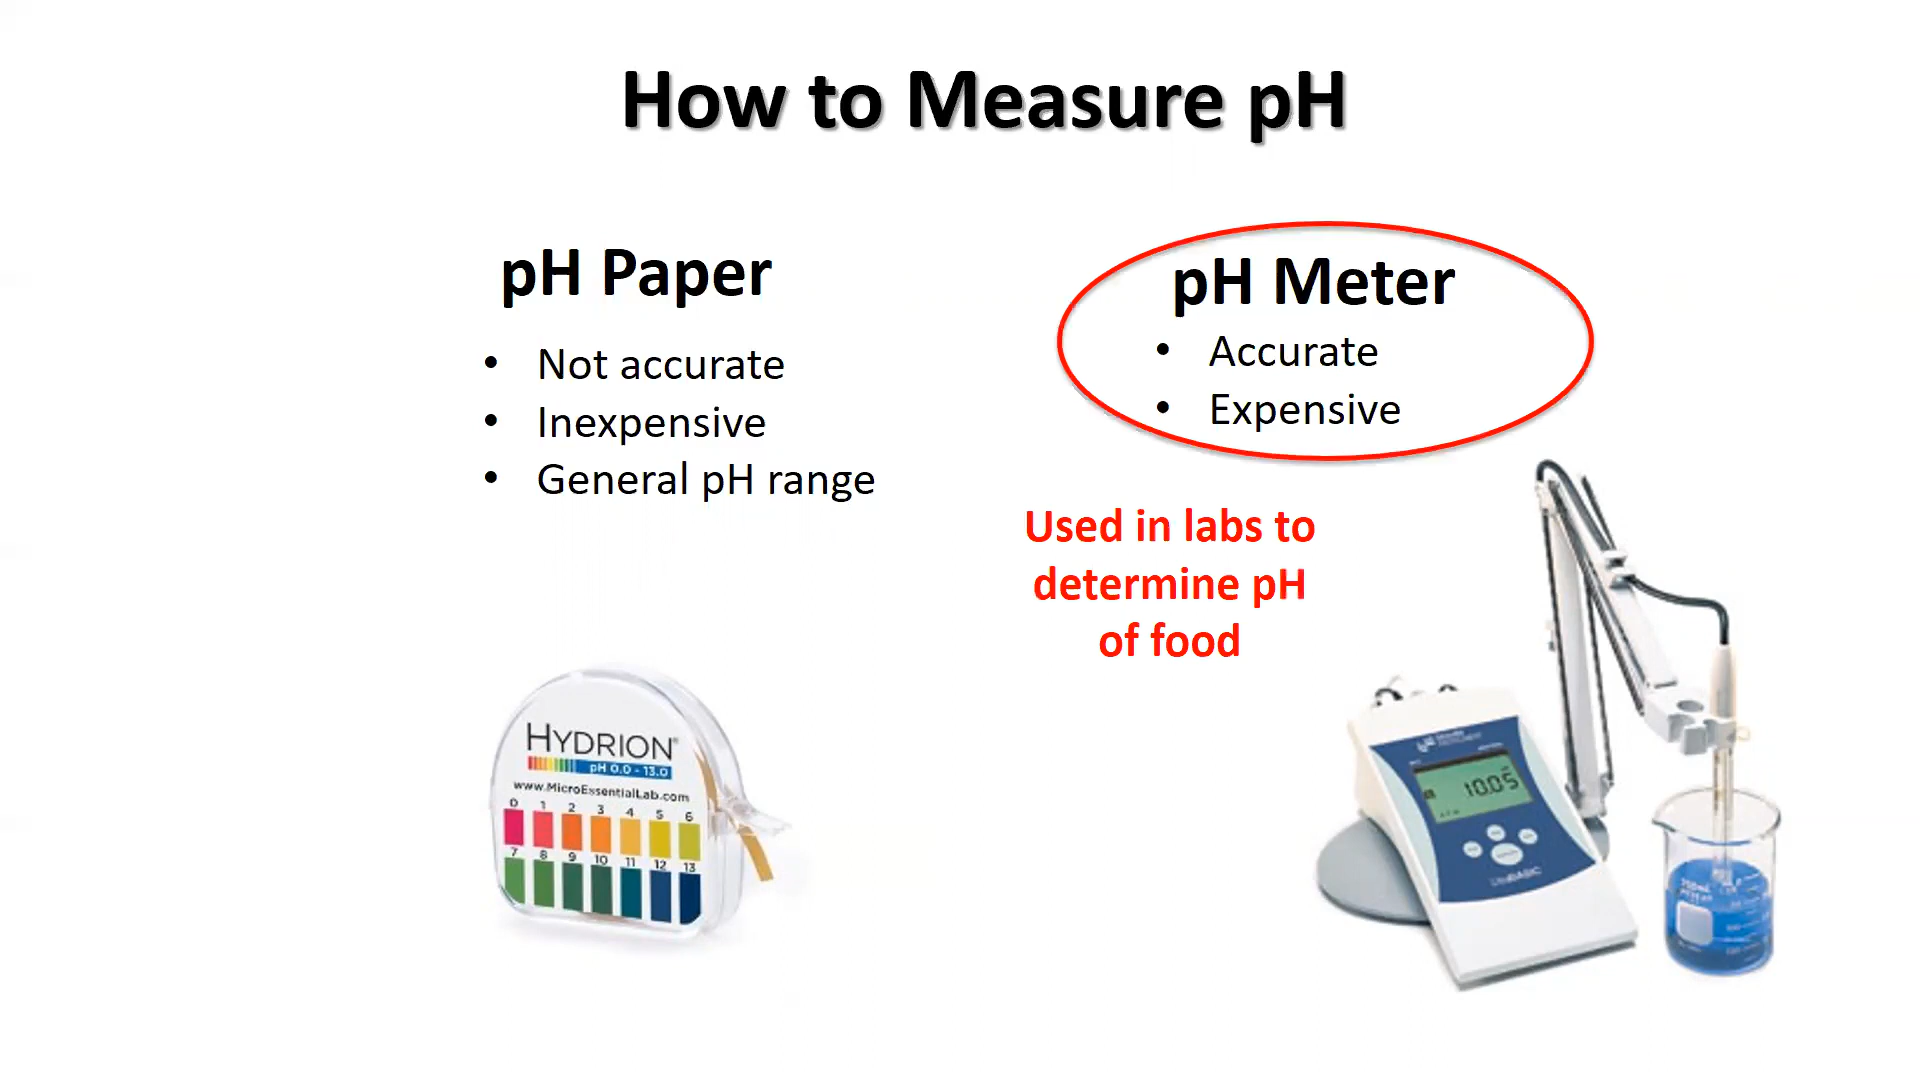 How to Measure pH
pH Paper
• Not accurate
• Inexpensive
• General pH range
pH Meter
• Accurate
• Expensive
Used in labs to
determine pH
of food
HYDRION®
pH 0.0 - 13.0
www.MicroEssentialLab.com
0 1 2 3 4 5 6
7 8 9 10 11 12 13
10.05